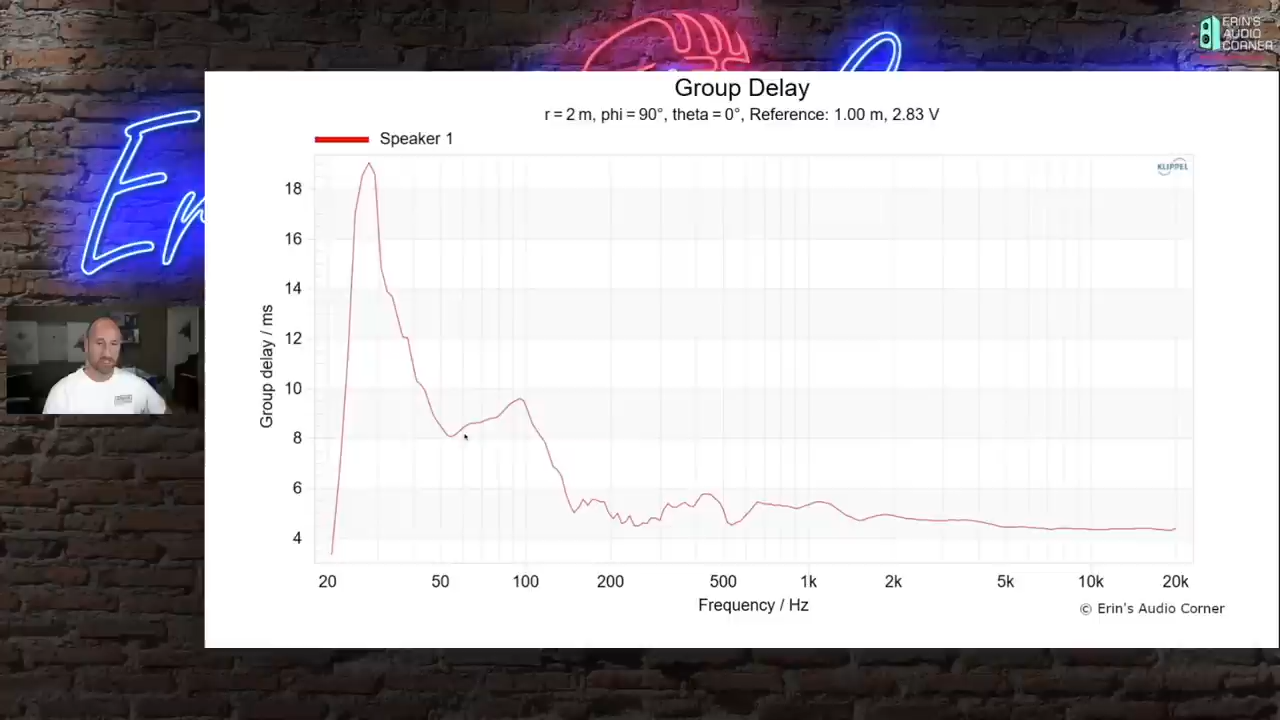 ERIN'S
AUDIO
CORNER
Er
Group Delay
r = 2 m, phi = 90°, theta = 0°, Reference: 1.00 m, 2.83 V
Speaker 1
KLIPPEL
18
16
14
12
10
8
6
4
Group delay / ms
20 50 100 200 500 1k 2k 5k 10k 20k
Frequency / Hz
© Erin's Audio Corner